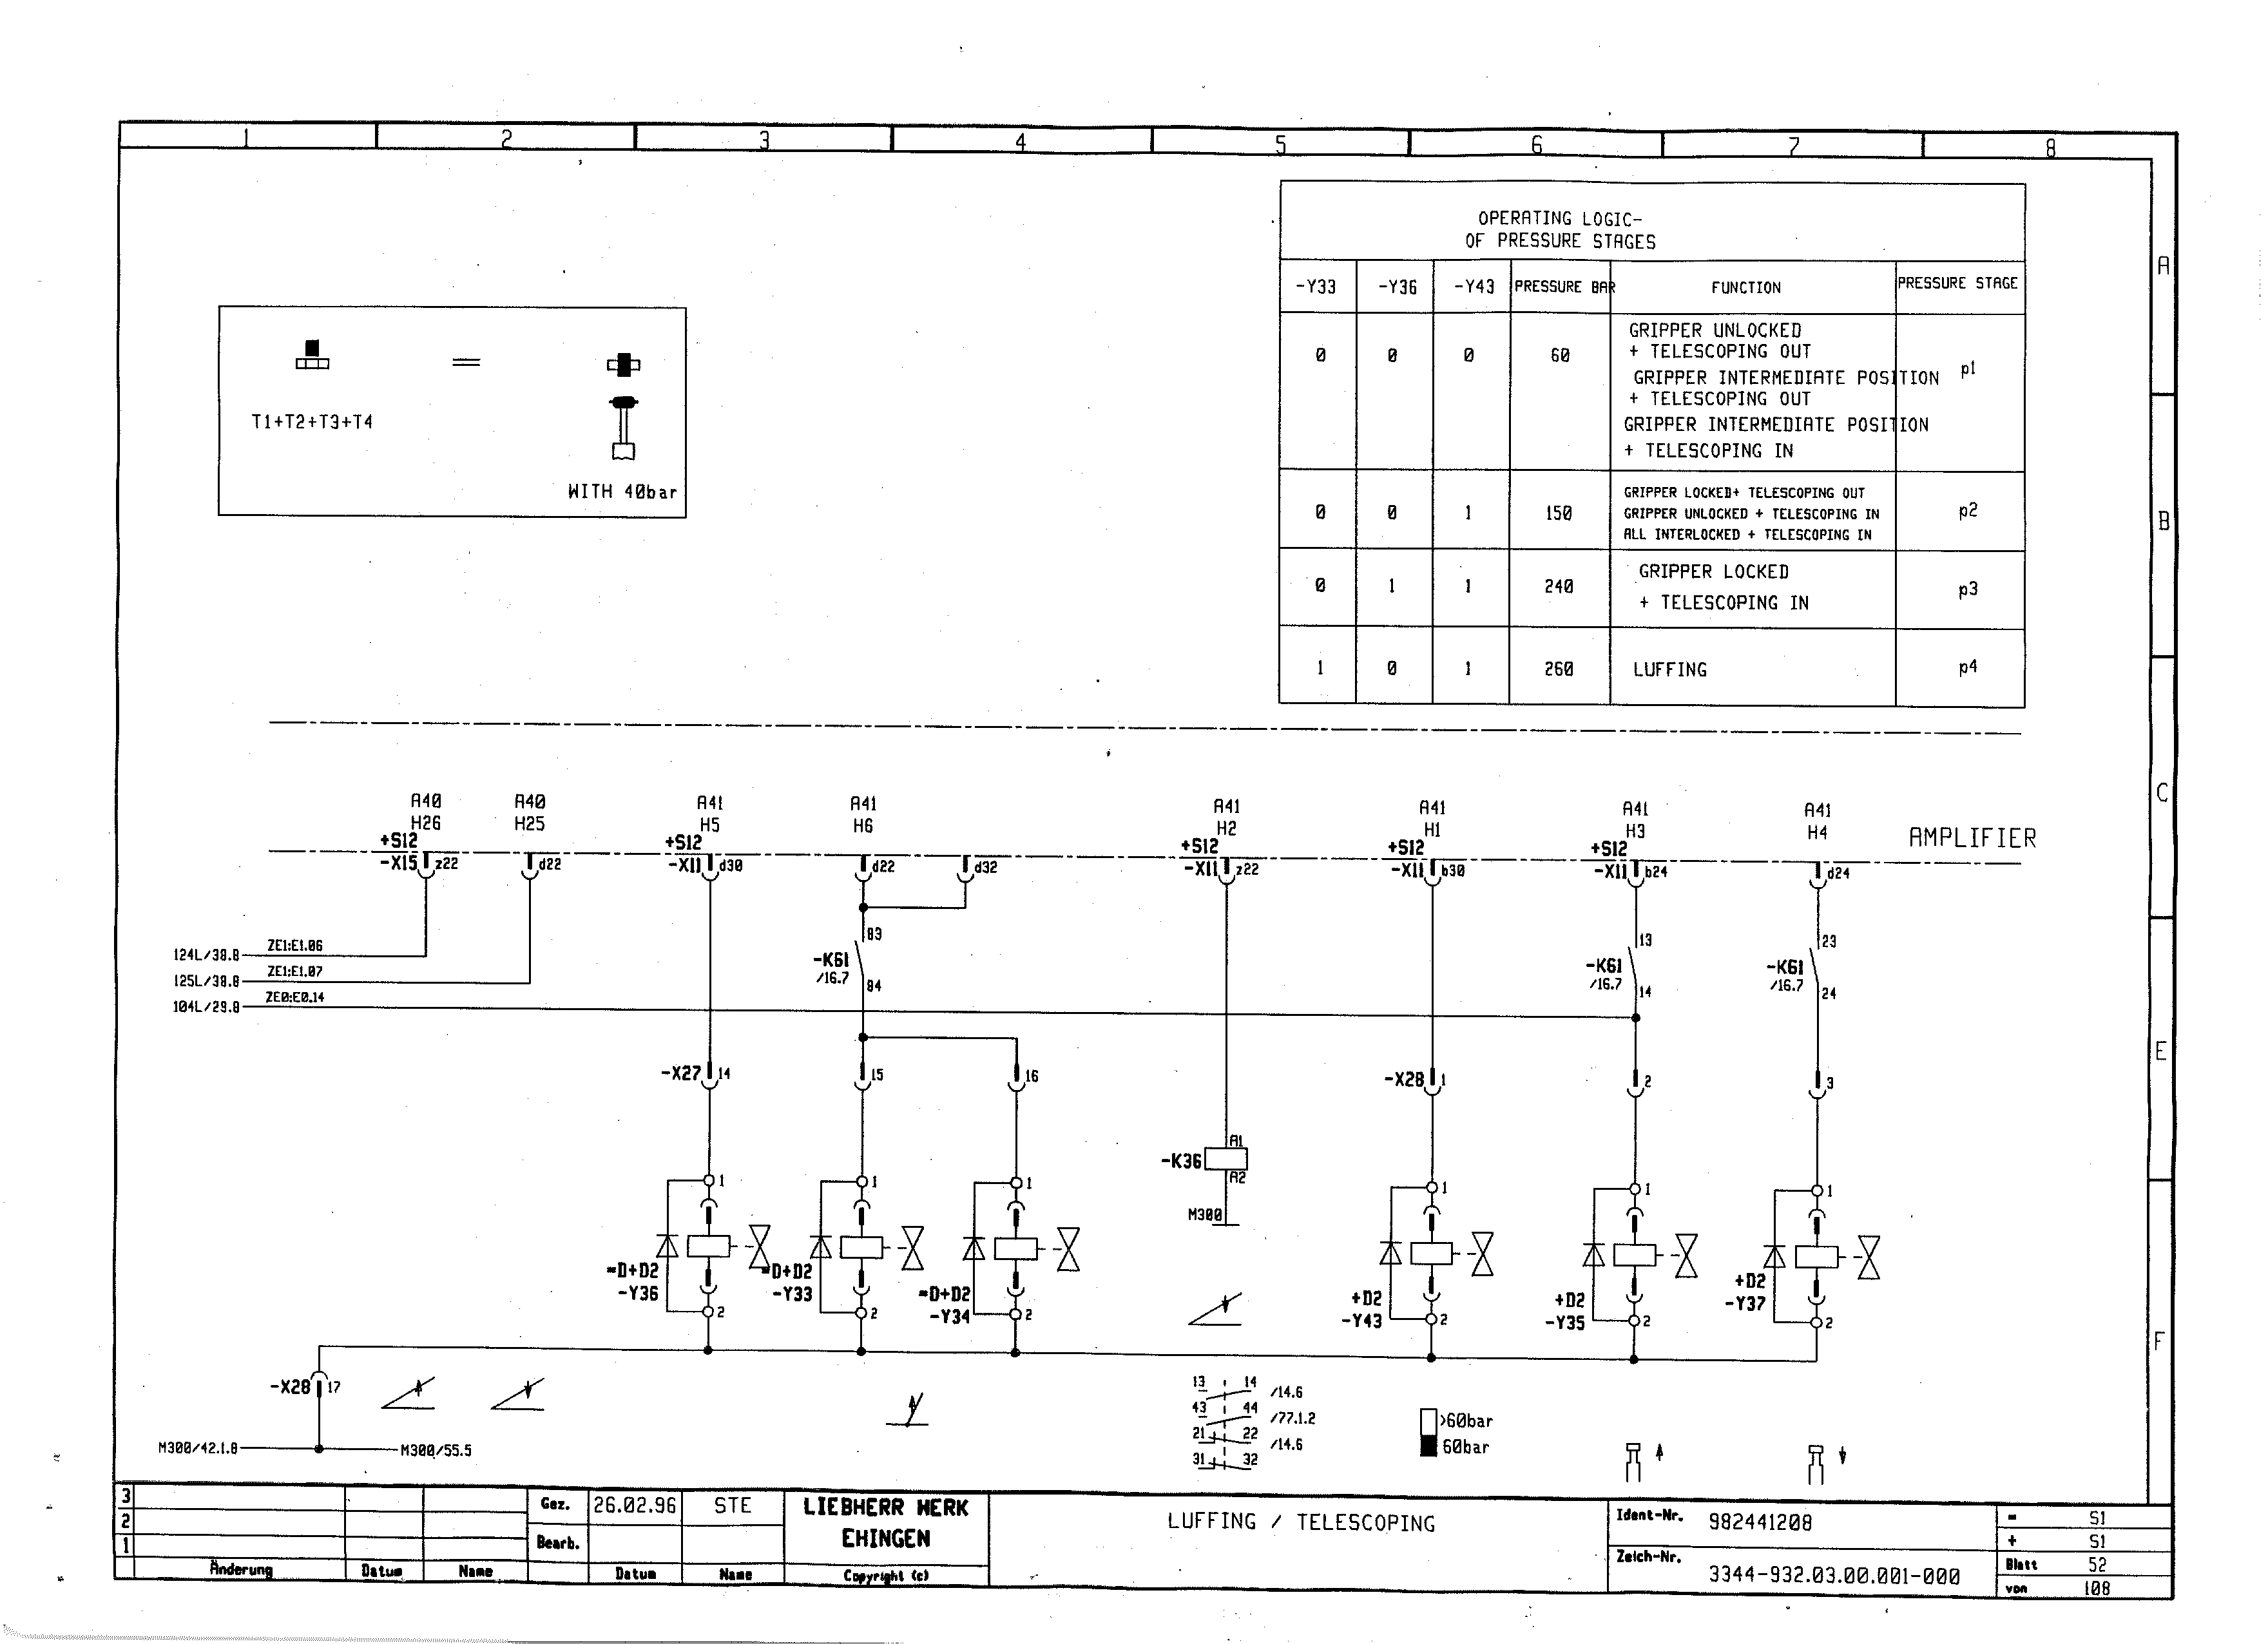 1 2 3 4 5 6 7 8
A
B
C
E
F
OPERATING LOGIC-
OF PRESSURE STAGES
-Y33 -Y36 -Y43 PRESSURE BAR FUNCTION PRESSURE STAGE
0 0 0 60 p1
GRIPPER UNLOCKED
+ TELESCOPING OUT
GRIPPER INTERMEDIATE POSITION
+ TELESCOPING OUT
GRIPPER INTERMEDIATE POSITION
+ TELESCOPING IN
0 0 1 150 p2
GRIPPER LOCKED+ TELESCOPING OUT
GRIPPER UNLOCKED + TELESCOPING IN
ALL INTERLOCKED + TELESCOPING IN
0 1 1 240 p3
GRIPPER LOCKED
+ TELESCOPING IN
1 0 1 260 LUFFING p4
T1+T2+T3+T4
WITH 40bar
A40 A40 A41 A41 A41 A41 A41 A41
H26 H25 H5 H6 H2 H1 H3 H4
AMPLIFIER
+S12 +S12 +S12 +S12 +S12
-X15 z22 d22 -X11 d30 d22 d32 -X11 z22 -X11 b30 -X11 b24 d24
124L/38.8 ZE1:E1.06
125L/38.8 ZE1:E1.07
104L/29.8 ZE0:E0.14
83
-K61
/16.7
84
13
-K61
/16.7
14
23
-K61
/16.7
24
-X27 14 15 16 -X28 1 2 3
-K36 A1
A2
M300
1 1 1 1 1 1
=D+D2
-Y36
=D+D2
-Y33
=D+D2
-Y34
+D2
-Y43
+D2
-Y35
+D2
-Y37
2 2 2 2 2 2
-X28 17
M300/42.1.8 M300/55.5
13 14 /14.6
43 44 /77.1.2
21 22 /14.6
31 32
>60bar
60bar
3
2
1
Änderung Datum Name
Gez. 26.02.96 STE
Bearb.
Datum Name
LIEBHERR WERK
EHINGEN
Copyright (c)
LUFFING / TELESCOPING
Ident-Nr. 982441208
Zeich-Nr. 3344-932.03.00.001-000
= S1
+ S1
Blatt 52
von 108